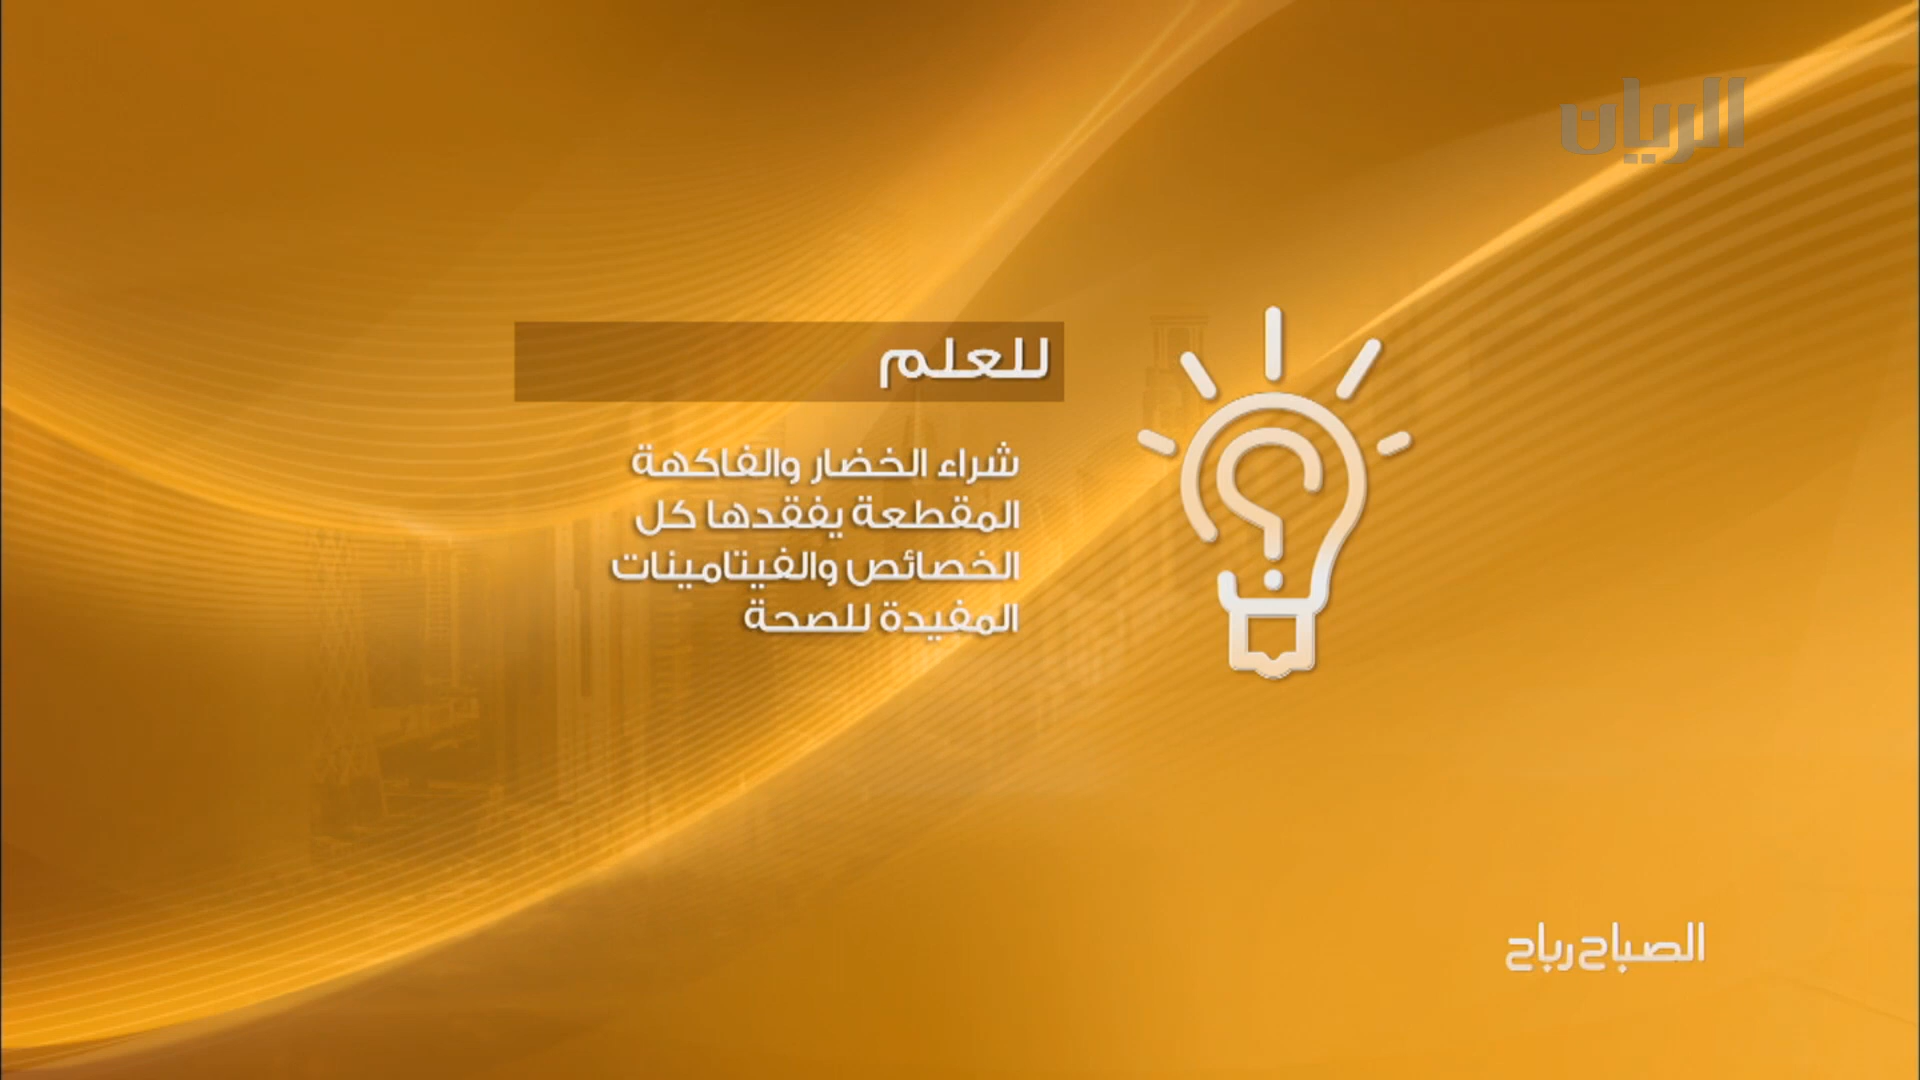 الريان
للعلم
شراء الخضار والفاكهة
المقطعة يفقدها كل
الخصائص والفيتامينات
المفيدة للصحة
الصباح رباح